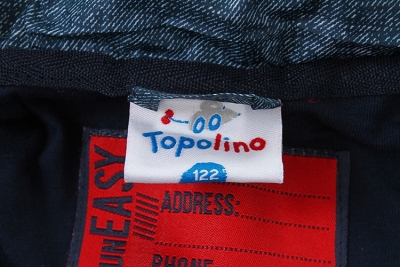 Topolino
122
EASY
ADDRESS:
PHONE